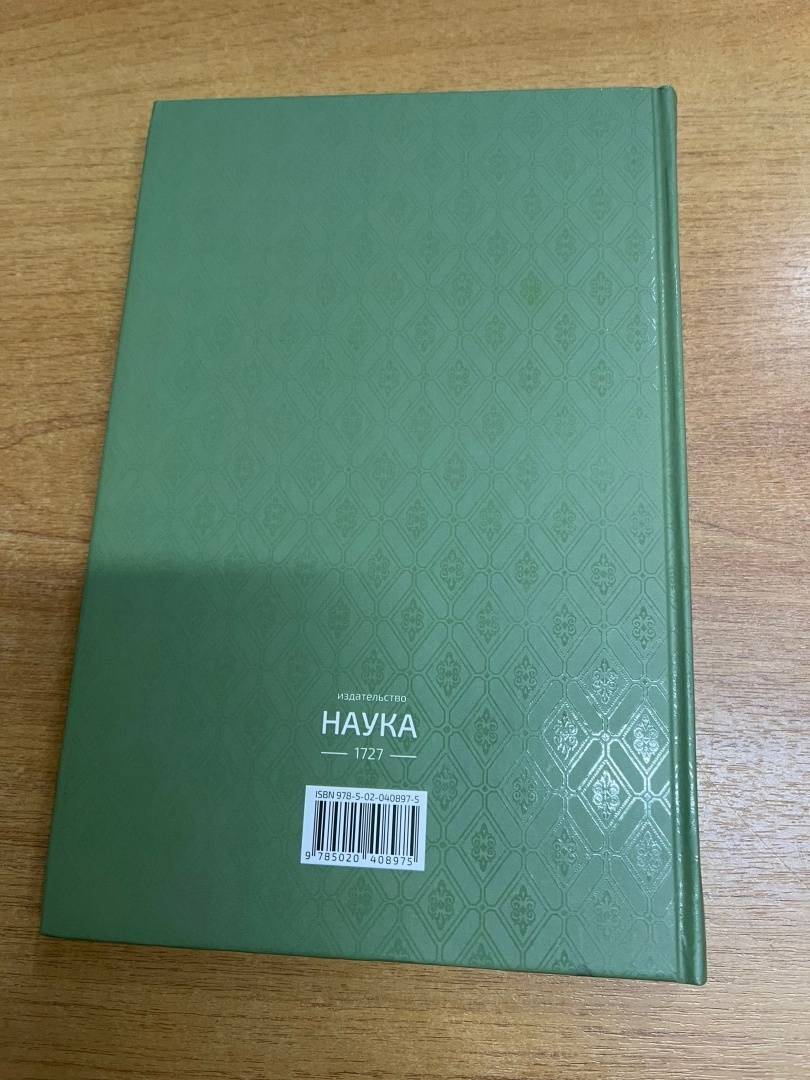 издательство
НАУКА
1727
ISBN 978-5-02-040897-5
9 785020 408975